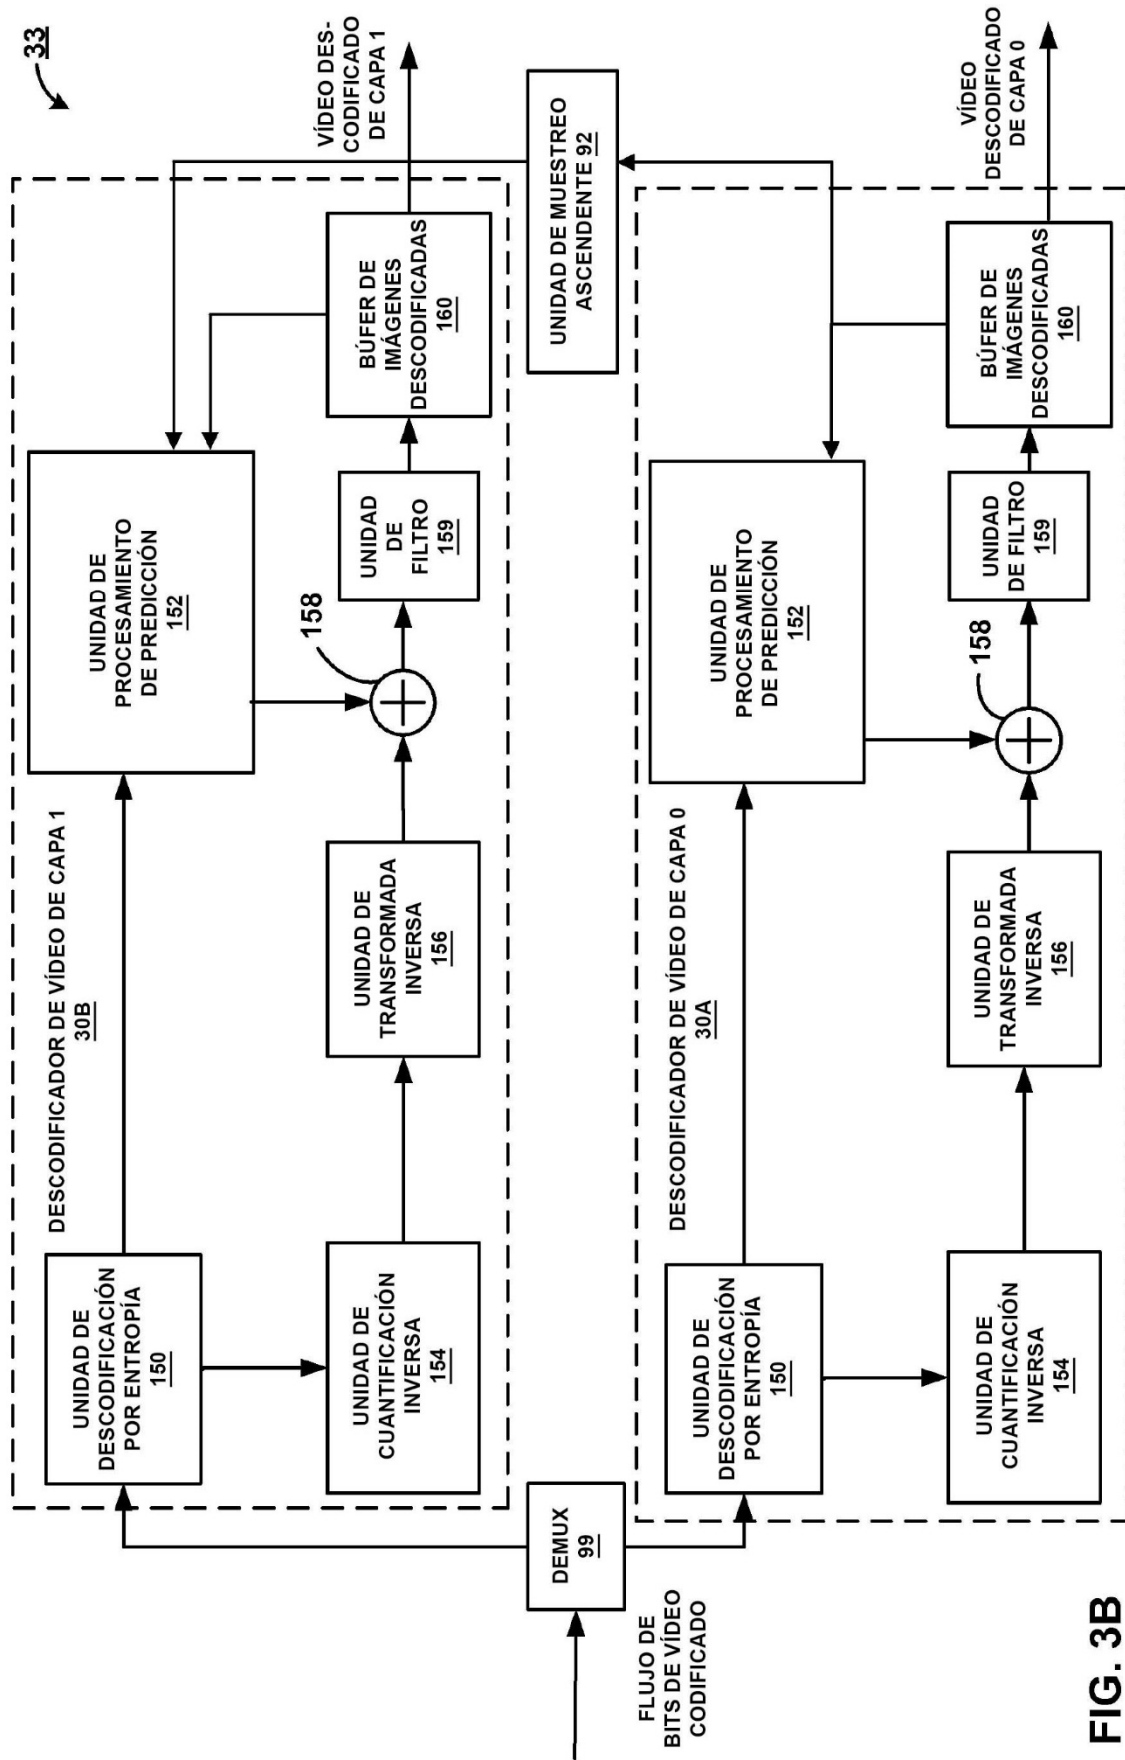 33
VÍDEO DES-
CODIFICADO
DE CAPA 1
DESCODIFICADOR DE VÍDEO DE CAPA 1
30B
UNIDAD DE
DESCODIFICACIÓN
POR ENTROPÍA
150
UNIDAD DE
PROCESAMIENTO
DE PREDICCIÓN
152
UNIDAD DE
CUANTIFICACIÓN
INVERSA
154
UNIDAD DE
TRANSFORMADA
INVERSA
156
158
UNIDAD
DE
FILTRO
159
BÚFER DE
IMÁGENES
DESCODIFICADAS
160
FLUJO DE
BITS DE VÍDEO
CODIFICADO
DEMUX
99
UNIDAD DE MUESTREO
ASCENDENTE 92
DESCODIFICADOR DE VÍDEO DE CAPA 0
30A
UNIDAD DE
DESCODIFICACIÓN
POR ENTROPÍA
150
UNIDAD DE
PROCESAMIENTO
DE PREDICCIÓN
152
UNIDAD DE
CUANTIFICACIÓN
INVERSA
154
UNIDAD DE
TRANSFORMADA
INVERSA
156
158
UNIDAD
DE FILTRO
159
BÚFER DE
IMÁGENES
DESCODIFICADAS
160
VÍDEO
DESCODIFICADO
DE CAPA 0
FIG. 3B